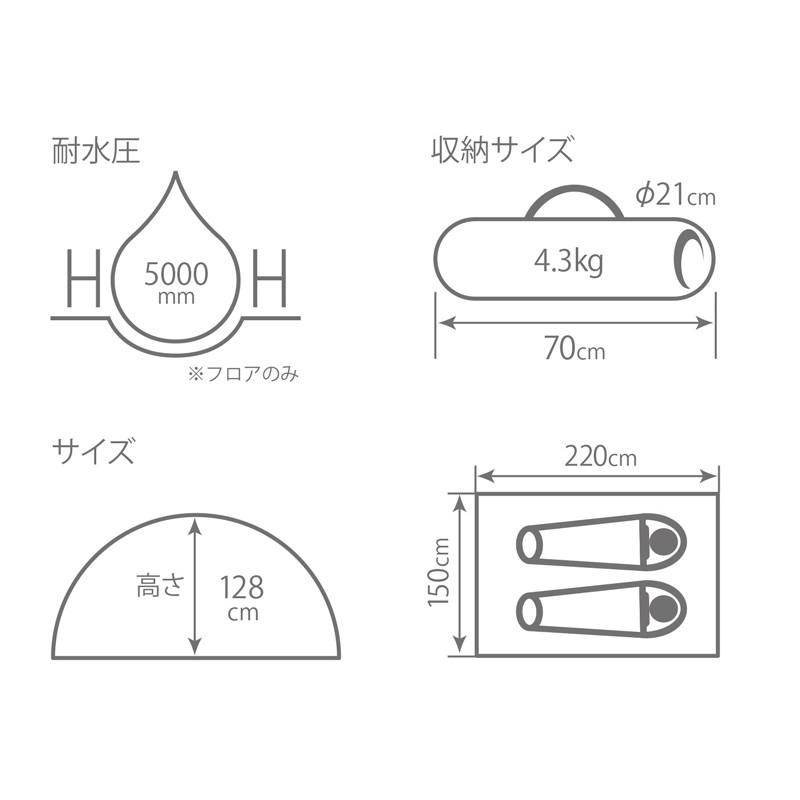 耐水圧
H
5000
mm
H
※フロアのみ
収納サイズ
φ21cm
4.3kg
70cm
サイズ
高さ
128
cm
220cm
150cm